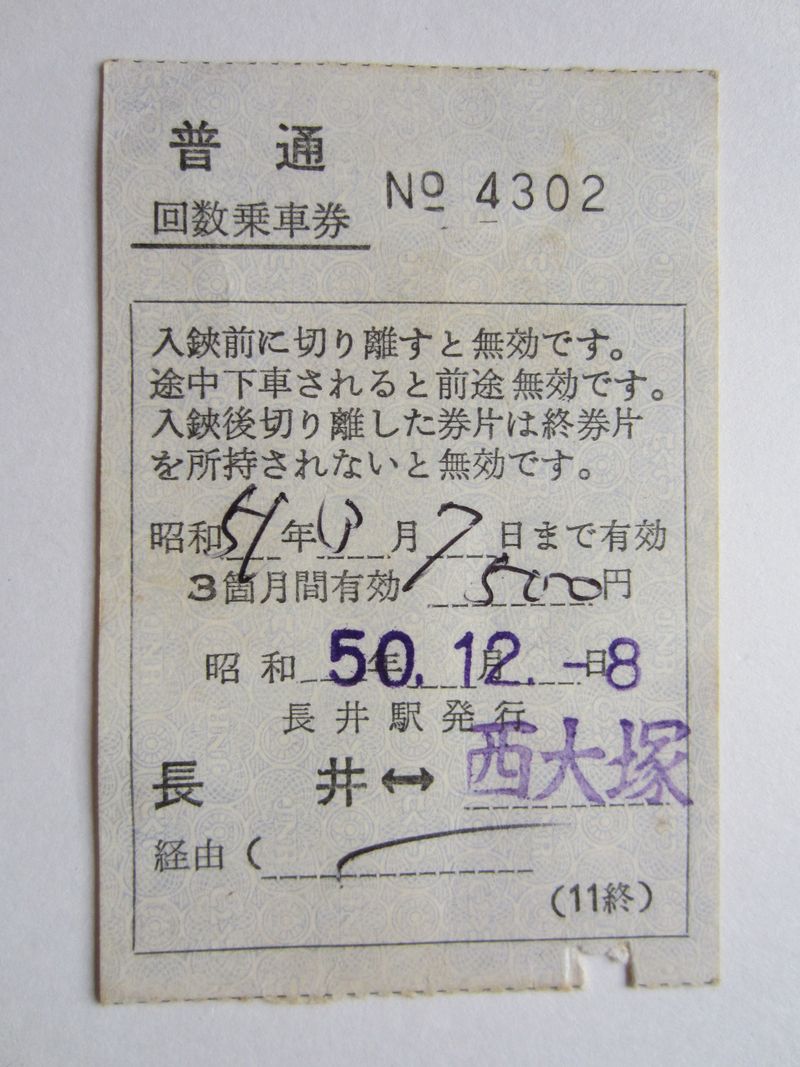 普通
回数乗車券
No 4302
入鋏前に切り離すと無効です。
途中下車されると前途無効です。
入鋏後切り離した券片は終券片
を所持されないと無効です。
昭和51年 月7日まで有効
3箇月間有効 500円
昭和50.年12.月-8日
長井駅発行
長井↔西大塚
経由(
(11終)